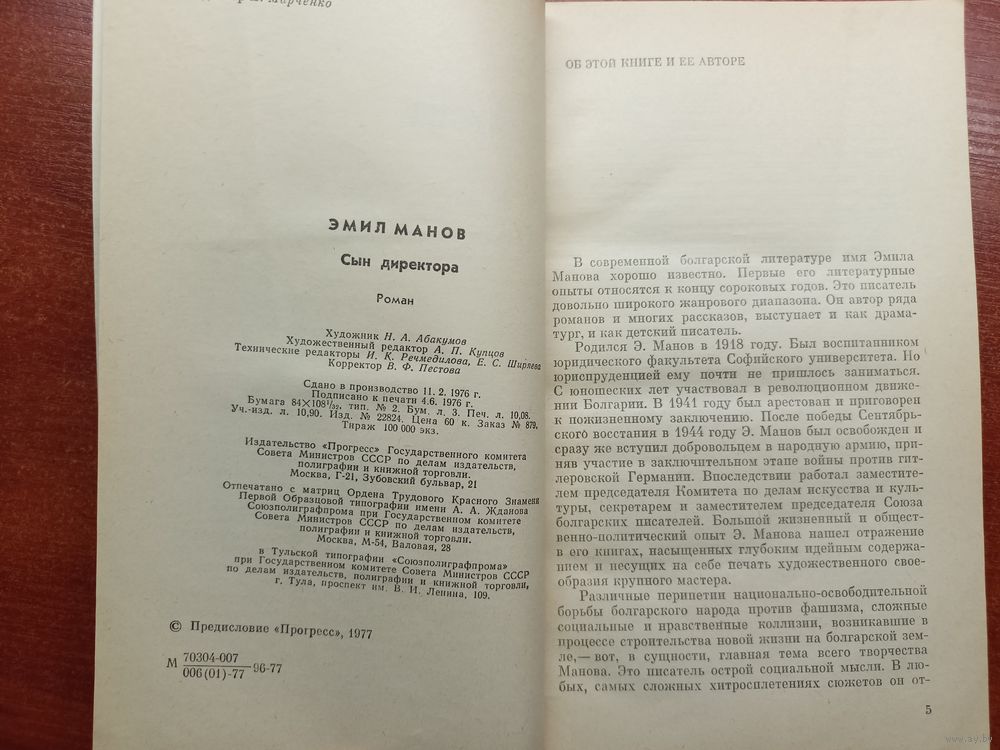 Марченко
ЭМИЛ МАНОВ
Сын директора
Роман
Художник Н. А. Абакумов
Художественный редактор А. П. Купцов
Технические редакторы И. К. Речмедилова, Е. С. Ширяева
Корректор В. Ф. Пестова
Сдано в производство 11. 2. 1976 г.
Подписано к печати 4.6. 1976 г.
Бумага 84×108¹/₃₂, тип. № 2. Бум. л. 3. Печ. л. 10,08.
Уч.-изд. л. 10,90. Изд. № 22824, Цена 60 к. Заказ № 879,
Тираж 100 000 экз.
Издательство «Прогресс» Государственного комитета
Совета Министров СССР по делам издательств,
полиграфии и книжной торговли.
Москва, Г-21, Зубовский бульвар, 21
Отпечатано с матриц Ордена Трудового Красного Знамени
Первой Образцовой типографии имени А. А. Жданова
Союзполиграфпрома при Государственном комитете
Совета Министров СССР по делам издательств,
полиграфии и книжной торговли.
Москва, М-54, Валовая, 28
в Тульской типографии «Союзполиграфпрома»
при Государственном комитете Совета Министров СССР
по делам издательств, полиграфии и книжной торговли,
г. Тула, проспект им. В. И. Ленина, 109.
© Предисловие «Прогресс», 1977
М 70304-007
006(01)-77 96-77
ОБ ЭТОЙ КНИГЕ И ЕЕ АВТОРЕ
В современной болгарской литературе имя Эмила
Манова хорошо известно. Первые его литературные
опыты относятся к концу сороковых годов. Это писатель
довольно широкого жанрового диапазона. Он автор ряда
романов и многих рассказов, выступает и как драма-
тург, и как детский писатель.
Родился Э. Манов в 1918 году. Был воспитанником
юридического факультета Софийского университета. Но
юриспруденцией ему почти не пришлось заниматься.
С юношеских лет участвовал в революционном движе-
нии Болгарии. В 1941 году был арестован и приговорен
к пожизненному заключению. После победы Сентябрь-
ского восстания в 1944 году Э. Манов был освобожден и
сразу же вступил добровольцем в народную армию, при-
няв участие в заключительном этапе войны против гит-
леровской Германии. Впоследствии работал заместите-
лем председателя Комитета по делам искусства и куль-
туры, секретарем и заместителем председателя Союза
болгарских писателей. Большой жизненный и общест-
венно-политический опыт Э. Манова нашел отражение
в его книгах, насыщенных глубоким идейным содержа-
нием и несущих на себе печать художественного свое-
образия крупного мастера.
Различные перипетии национально-освободительной
борьбы болгарского народа против фашизма, сложные
социальные и нравственные коллизии, возникавшие в
процессе строительства новой жизни на болгарской зем-
ле,— вот, в сущности, главная тема всего творчества
Манова. Это писатель острой социальной мысли. В лю-
бых, самых сложных хитросплетениях сюжетов он от-
5
www.ay.by